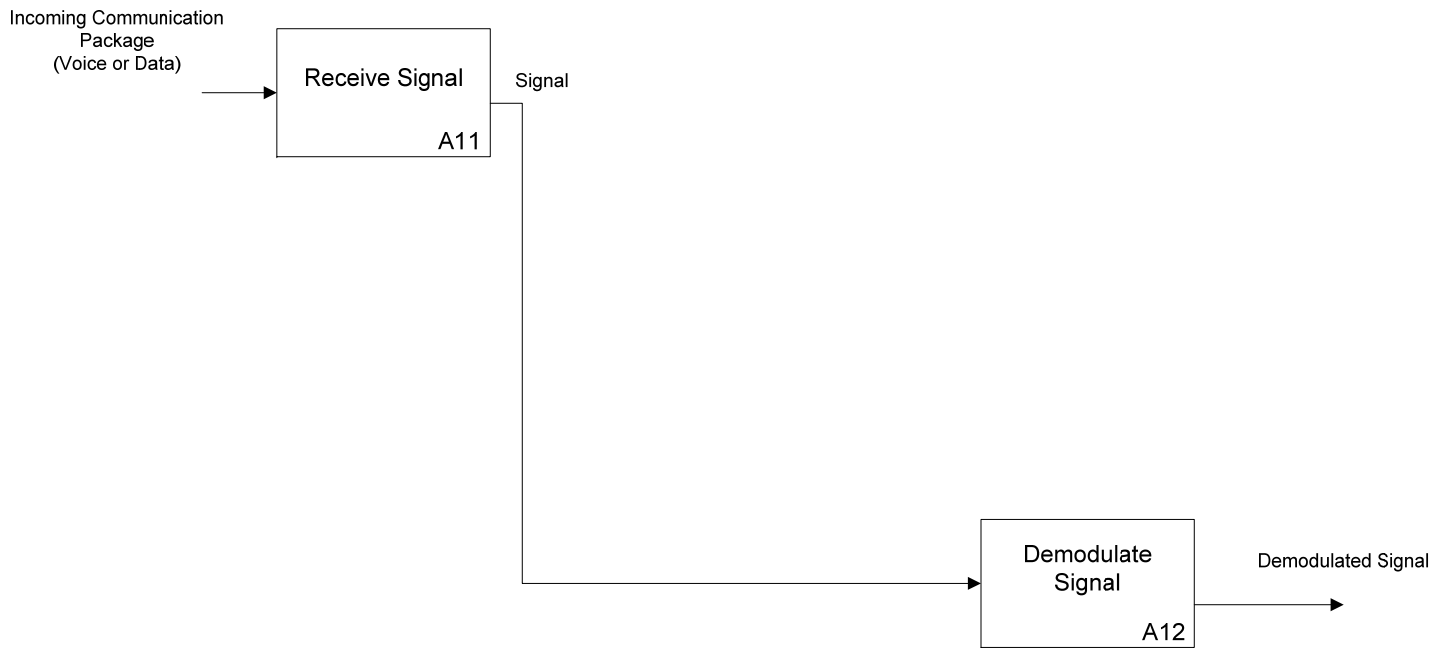 Incoming Communication
Package
(Voice or Data)
Receive Signal
A11
Signal
Demodulate
Signal
A12
Demodulated Signal